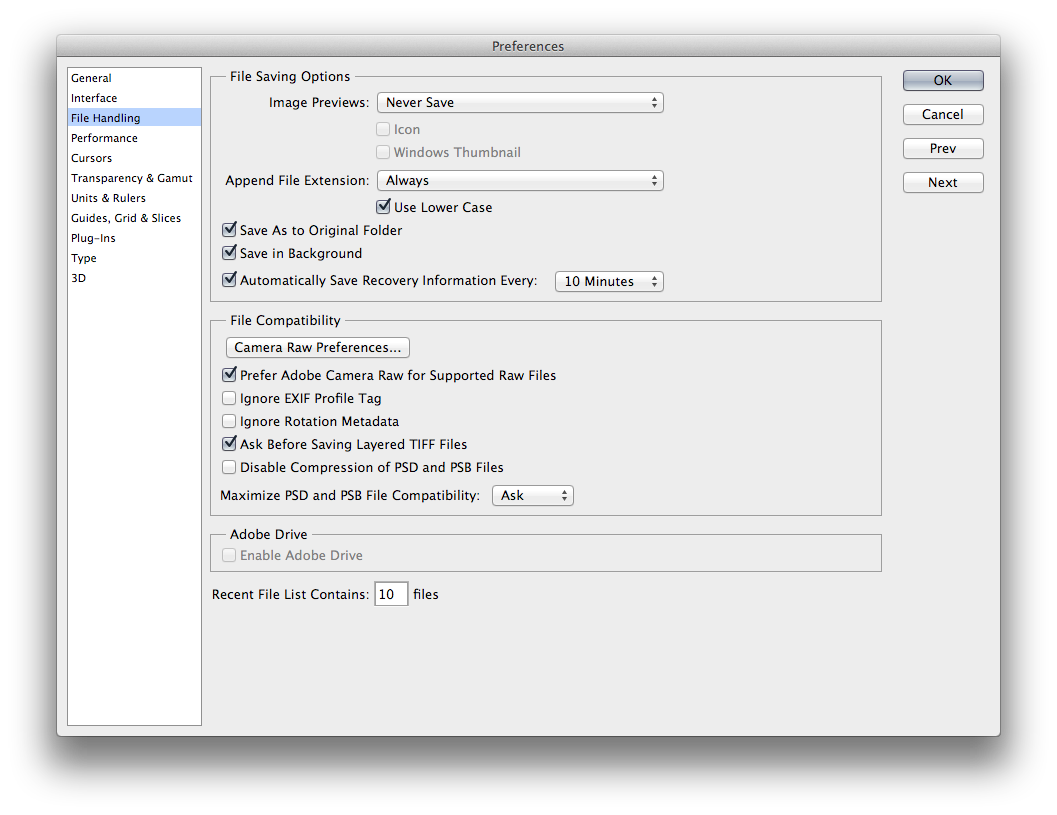 Preferences
General
Interface
File Handling
Performance
Cursors
Transparency & Gamut
Units & Rulers
Guides, Grid & Slices
Plug-Ins
Type
3D
File Saving Options
Image Previews: Never Save
Icon
Windows Thumbnail
Append File Extension: Always
Use Lower Case
Save As to Original Folder
Save in Background
Automatically Save Recovery Information Every: 10 Minutes
File Compatibility
Camera Raw Preferences...
Prefer Adobe Camera Raw for Supported Raw Files
Ignore EXIF Profile Tag
Ignore Rotation Metadata
Ask Before Saving Layered TIFF Files
Disable Compression of PSD and PSB Files
Maximize PSD and PSB File Compatibility: Ask
Adobe Drive
Enable Adobe Drive
Recent File List Contains: 10 files
OK
Cancel
Prev
Next